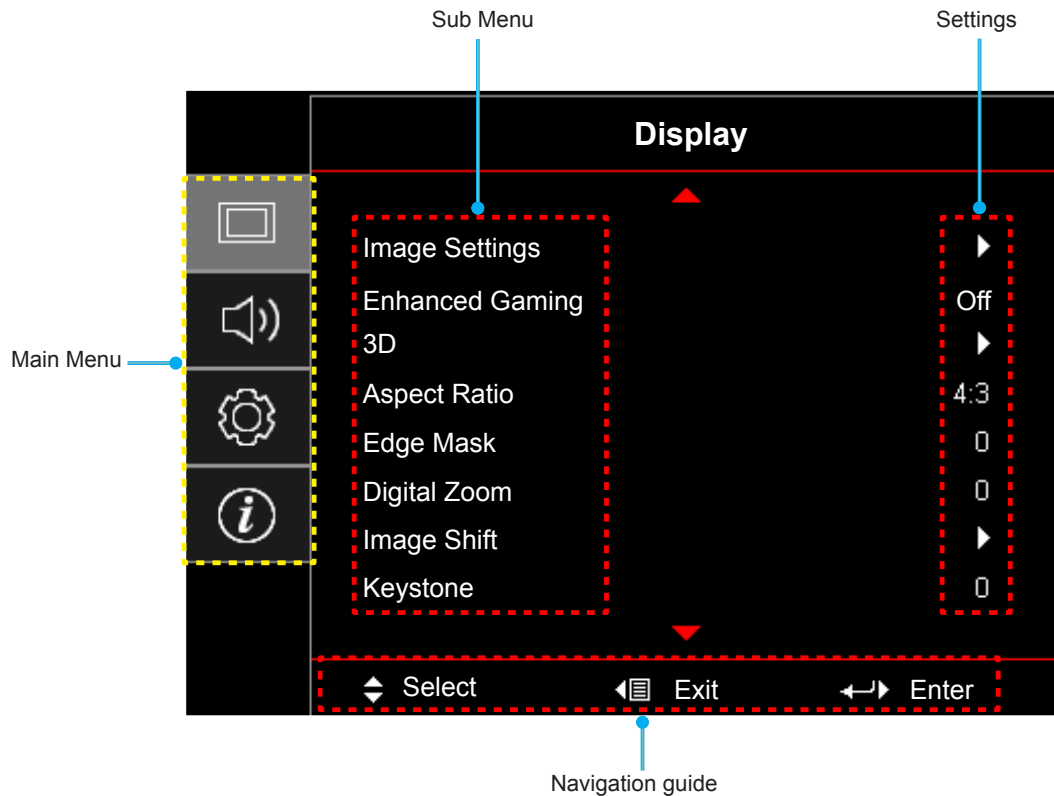 Sub Menu
Settings
Display
Main Menu
Image Settings
Enhanced Gaming Off
3D
Aspect Ratio 4:3
Edge Mask 0
Digital Zoom 0
Image Shift
Keystone 0
Select Exit Enter
Navigation guide